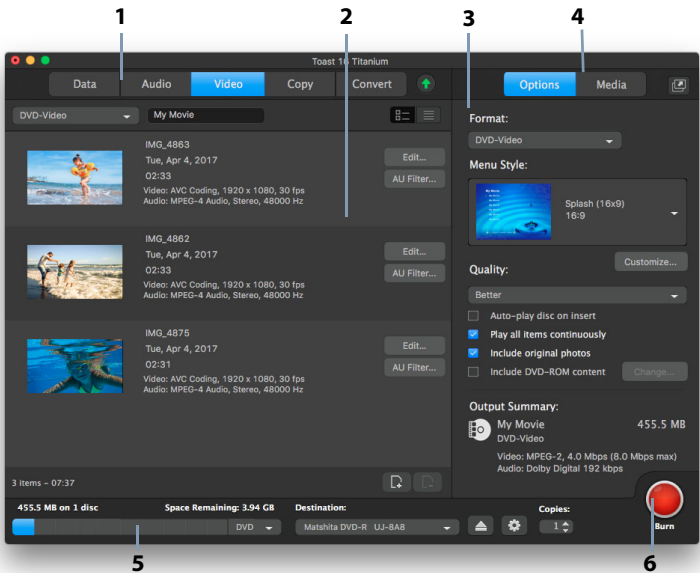 1
2
3
4
Toast 16 Titanium
Data
Audio
Video
Copy
Convert
Options
Media
DVD-Video
My Movie
IMG_4863
Tue, Apr 4, 2017
02:33
Video: AVC Coding, 1920 x 1080, 30 fps
Audio: MPEG-4 Audio, Stereo, 48000 Hz
Edit...
AU Filter...
IMG_4862
Tue, Apr 4, 2017
02:33
Video: AVC Coding, 1920 x 1080, 30 fps
Audio: MPEG-4 Audio, Stereo, 48000 Hz
Edit...
AU Filter...
IMG_4875
Tue, Apr 4, 2017
02:31
Video: AVC Coding, 1920 x 1080, 30 fps
Audio: MPEG-4 Audio, Stereo, 48000 Hz
Edit...
AU Filter...
3 items - 07:37
Format:
DVD-Video
Menu Style:
My Movie
Splash (16x9)
16:9
Customize...
Quality:
Better
Auto-play disc on insert
Play all items continuously
Include original photos
Include DVD-ROM content
Change...
Output Summary:
My Movie
455.5 MB
DVD-Video
Video: MPEG-2, 4.0 Mbps (8.0 Mbps max)
Audio: Dolby Digital 192 kbps
455.5 MB on 1 disc
Space Remaining: 3.94 GB
DVD
Destination:
Matshita DVD-R UJ-8A8
Copies:
1
Burn
5
6